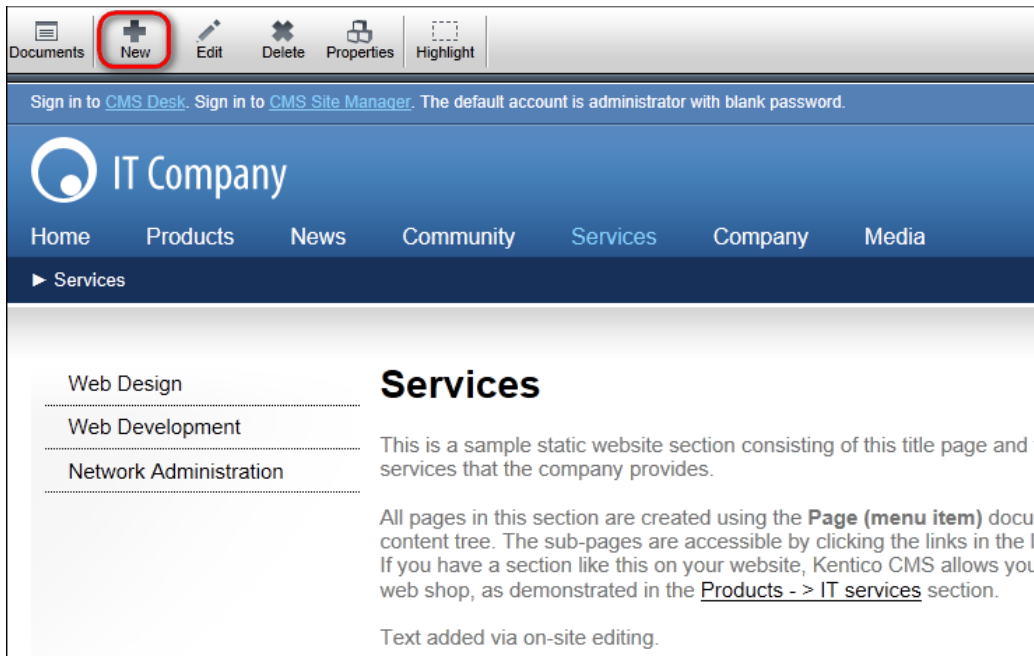 Documents New Edit Delete Properties Highlight
Sign in to CMS Desk. Sign in to CMS Site Manager. The default account is administrator with blank password.
IT Company
Home Products News Community Services Company Media
► Services
Web Design
Web Development
Network Administration
Services
This is a sample static website section consisting of this title page and
services that the company provides.
All pages in this section are created using the Page (menu item) docu
content tree. The sub-pages are accessible by clicking the links in the l
If you have a section like this on your website, Kentico CMS allows you
web shop, as demonstrated in the Products - > IT services section.
Text added via on-site editing.